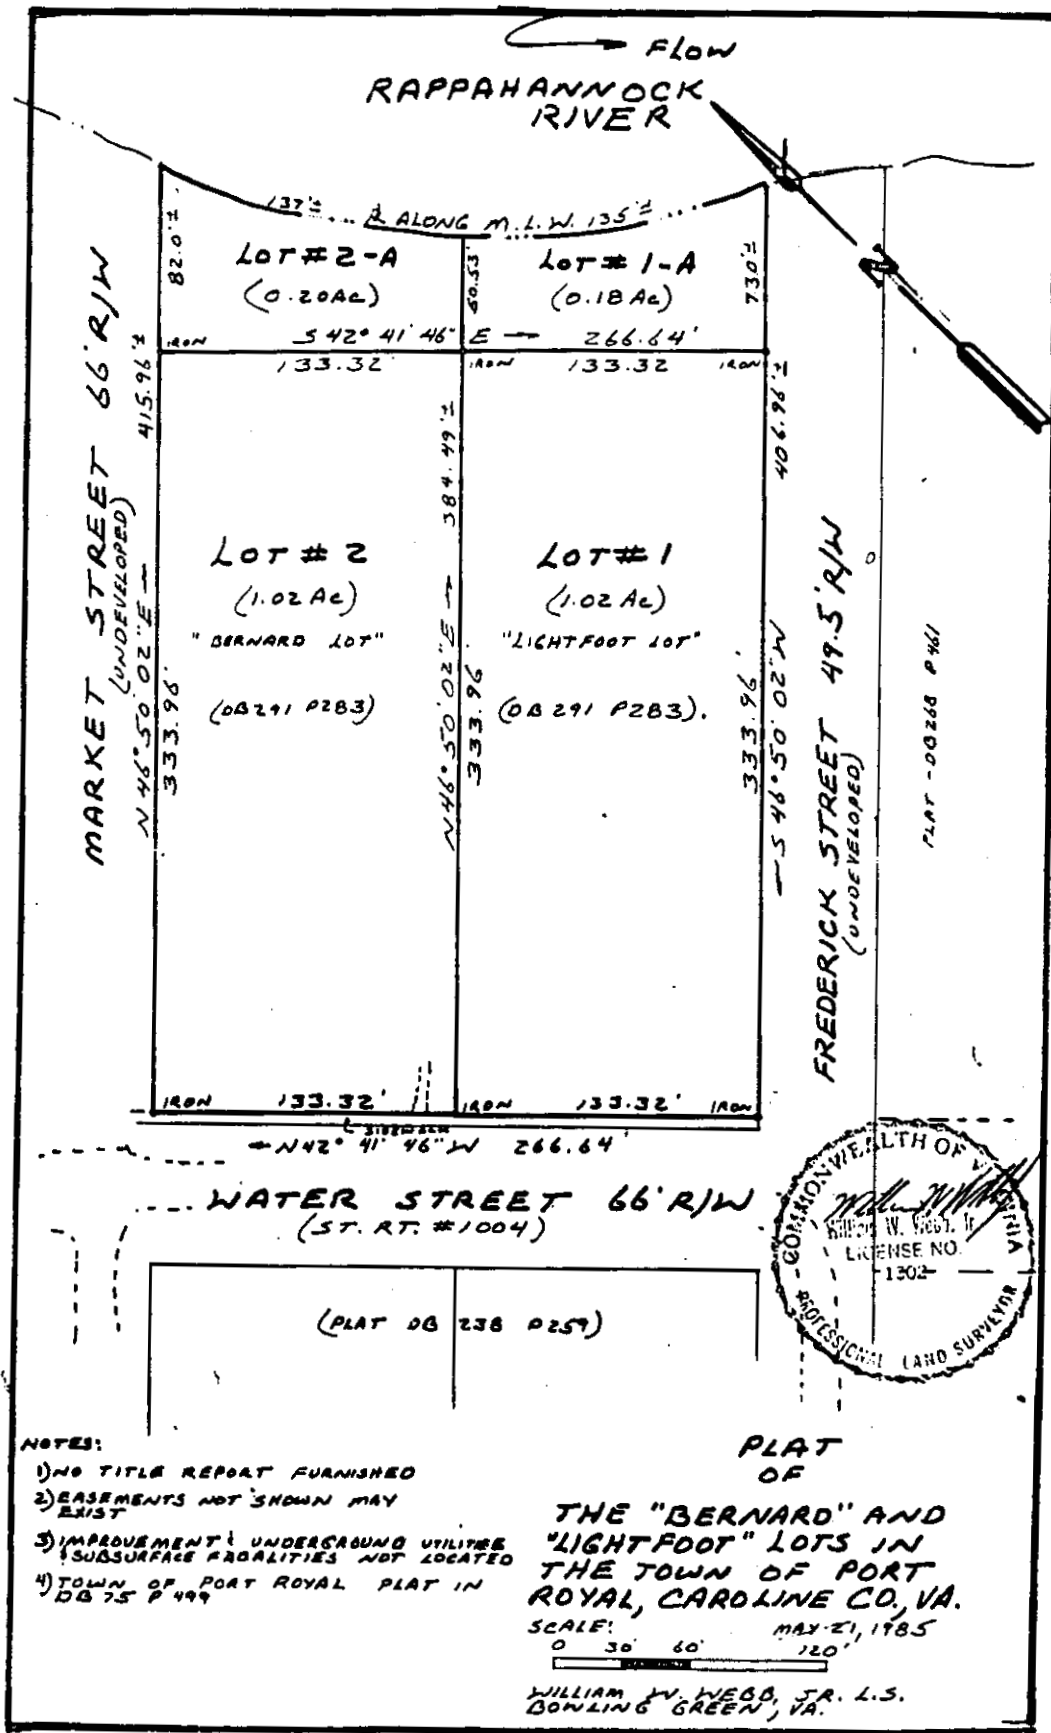 FLOW
RAPPAHANNOCK
RIVER
137'± ℄ ALONG M.L.W. 135'±
82.0'±
LOT # 2-A
(0.20 Ac)
60.53'
LOT # 1-A
(0.18 Ac)
73.0'±
S 42° 41' 46" E 266.64'
IRON 133.32' IRON 133.32 IRON
MARKET STREET 66' R/W
(UNDEVELOPED)
N 46° 50' 02" E 415.96'±
333.96'
LOT # 2
(1.02 Ac)
"BERNARD LOT"
(DB 291 P283)
N 46° 50' 02" E 384.49'±
333.96'
LOT # 1
(1.02 Ac)
"LIGHTFOOT LOT"
(DB 291 P283).
333.96'
S 46° 50' 02" W 406.96'±
FREDERICK STREET 49.5' R/W
(UNDEVELOPED)
PLAT - DB268 P461
IRON 133.32' IRON 133.32' IRON
N 42° 41' 46" W 266.64'
WATER STREET 66' R/W
(ST. RT. #1004)
(PLAT DB 238 P259)
COMMONWEALTH OF VIRGINIA
William W. Webb, Jr.
LICENSE NO.
1302
PROFESSIONAL LAND SURVEYOR
NOTES:
1) NO TITLE REPORT FURNISHED
2) EASEMENTS NOT SHOWN MAY
EXIST
3) IMPROVEMENT & UNDERGROUND UTILITIES
& SUBSURFACE FACILITIES NOT LOCATED
4) TOWN OF PORT ROYAL PLAT IN
DB 75 P 499
PLAT
OF
THE "BERNARD" AND
"LIGHTFOOT" LOTS IN
THE TOWN OF PORT
ROYAL, CAROLINE CO., VA.
SCALE: MAY 21, 1985
0 30' 60' 120'
WILLIAM W. WEBB, JR. L.S.
BOWLING GREEN, VA.